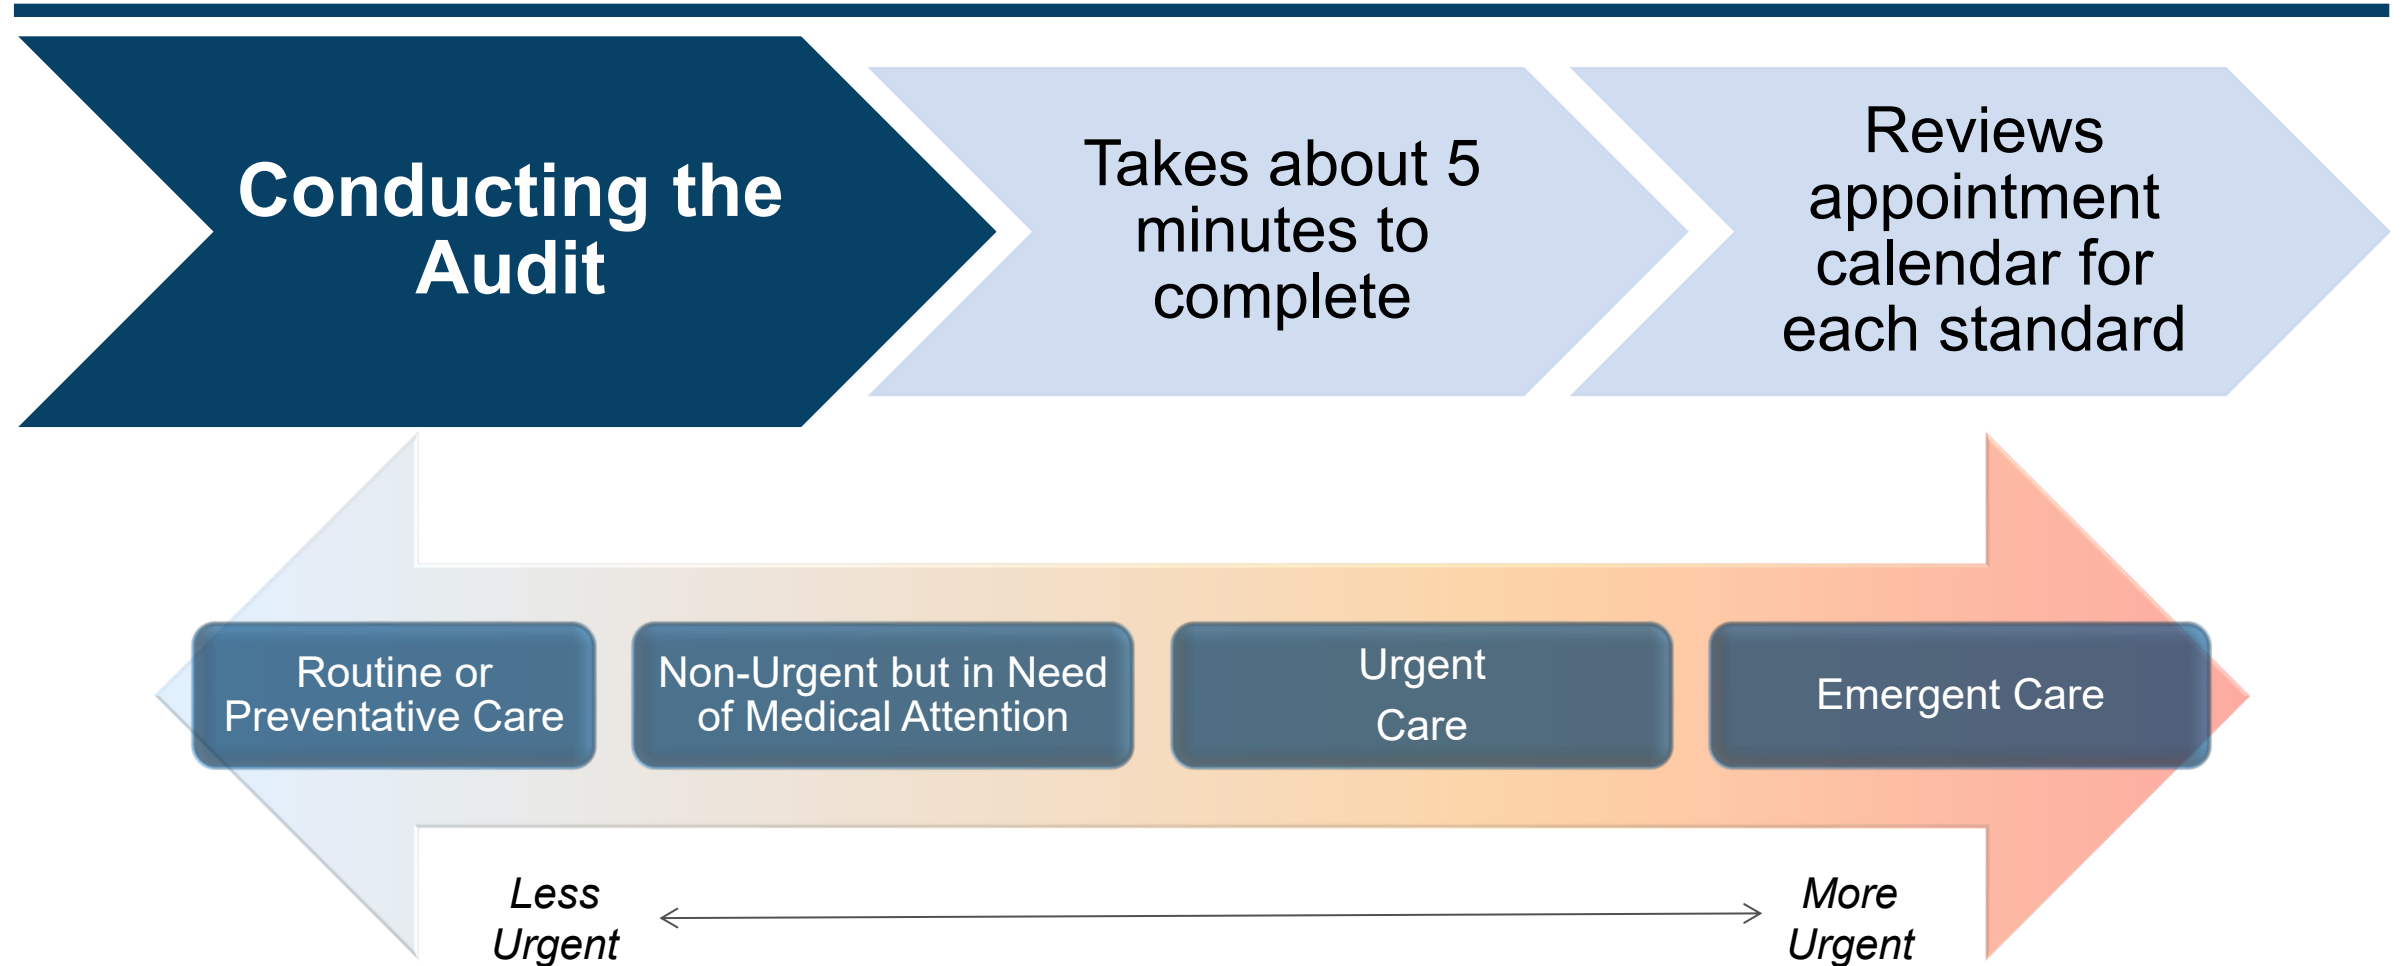 Conducting the
Audit
Takes about 5
minutes to
complete
Reviews
appointment
calendar for
each standard
Routine or
Preventative Care
Non-Urgent but in Need
of Medical Attention
Urgent
Care
Emergent Care
Less
Urgent
More
Urgent